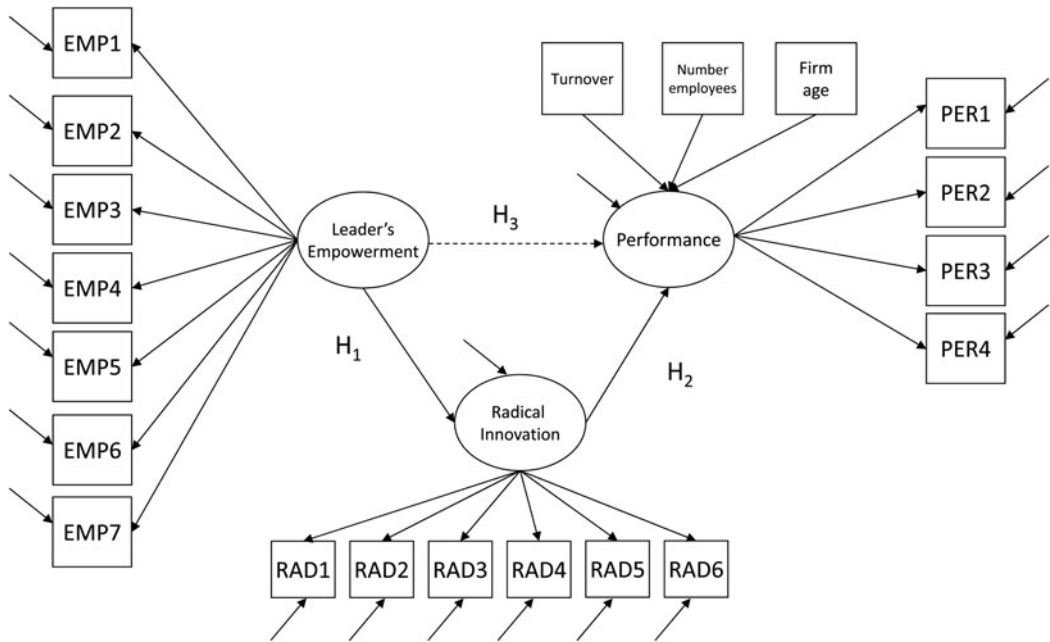 EMP1
EMP2
EMP3
EMP4
EMP5
EMP6
EMP7
Leader's
Empowerment
H₃
H₁
H₂
Turnover
Number
employees
Firm
age
Performance
PER1
PER2
PER3
PER4
Radical
Innovation
RAD1
RAD2
RAD3
RAD4
RAD5
RAD6